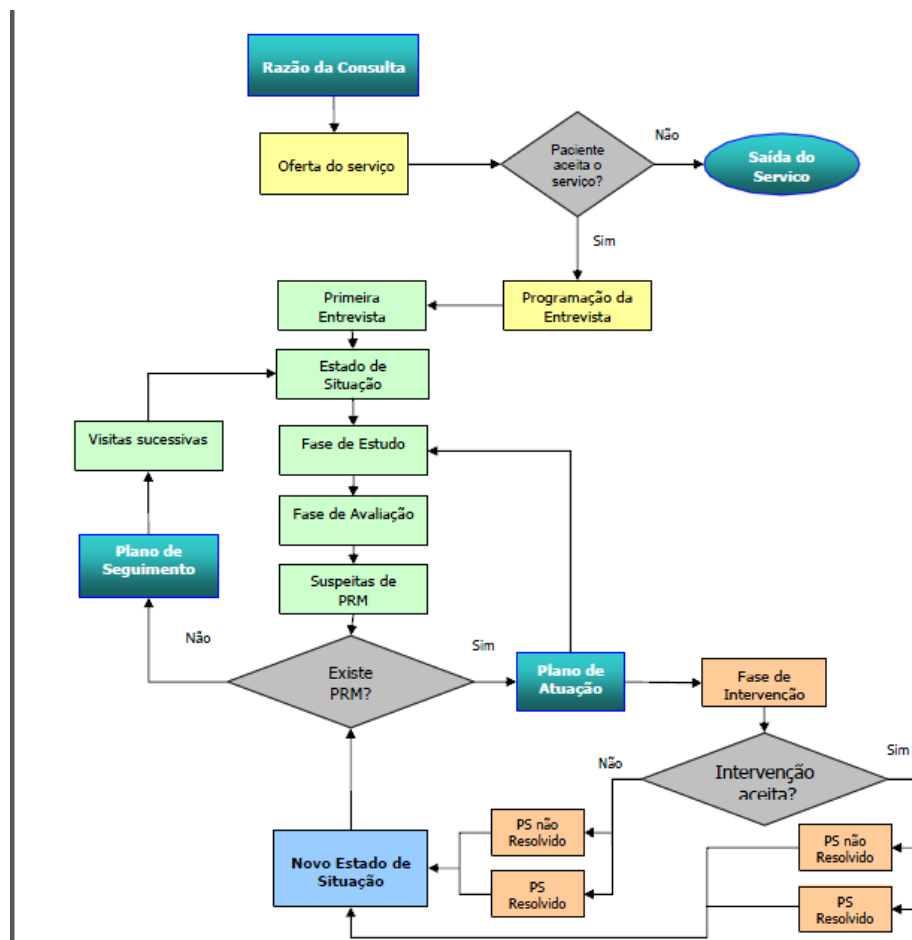 Razão da Consulta
Oferta do serviço
Paciente
aceita o
serviço?
Não
Saída do
Servico
Sim
Primeira
Entrevista
Programação da
Entrevista
Estado de
Situação
Visitas sucessivas
Fase de Estudo
Fase de Avaliação
Plano de
Seguimento
Suspeitas de
PRM
Não
Existe
PRM?
Sim
Plano de
Atuação
Fase de
Intervenção
Não
Intervenção
aceita?
Sim
PS não
Resolvido
PS
Resolvido
PS não
Resolvido
PS
Resolvido
Novo Estado de
Situação